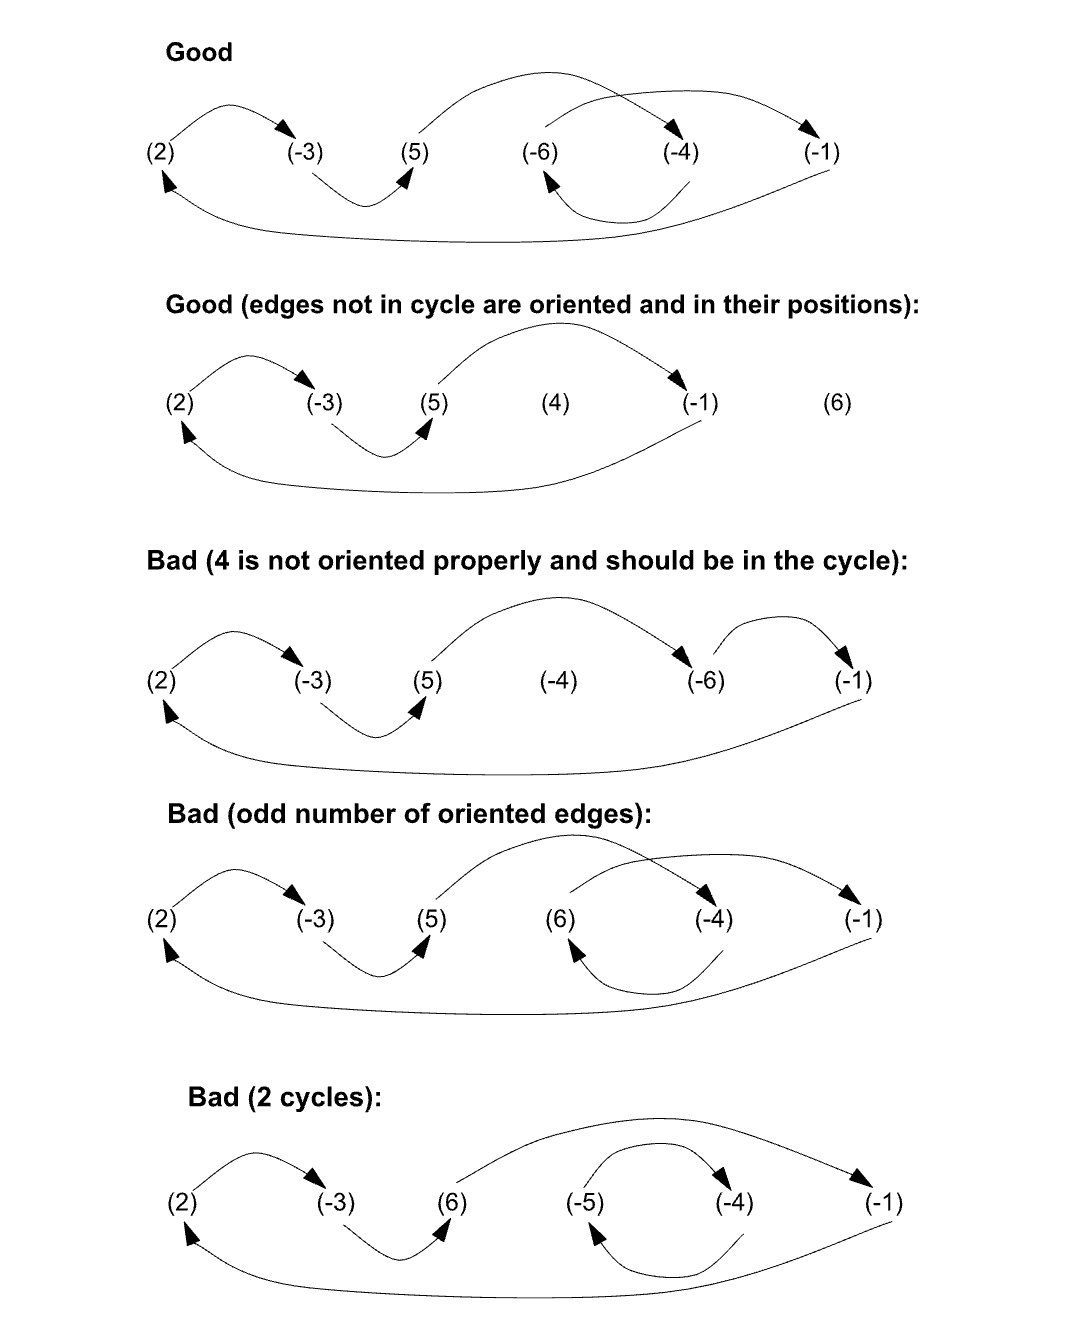 Good
(2) (-3) (5) (-6) (-4) (-1)
Good (edges not in cycle are oriented and in their positions):
(2) (-3) (5) (4) (-1) (6)
Bad (4 is not oriented properly and should be in the cycle):
(2) (-3) (5) (-4) (-6) (-1)
Bad (odd number of oriented edges):
(2) (-3) (5) (6) (-4) (-1)
Bad (2 cycles):
(2) (-3) (6) (-5) (-4) (-1)